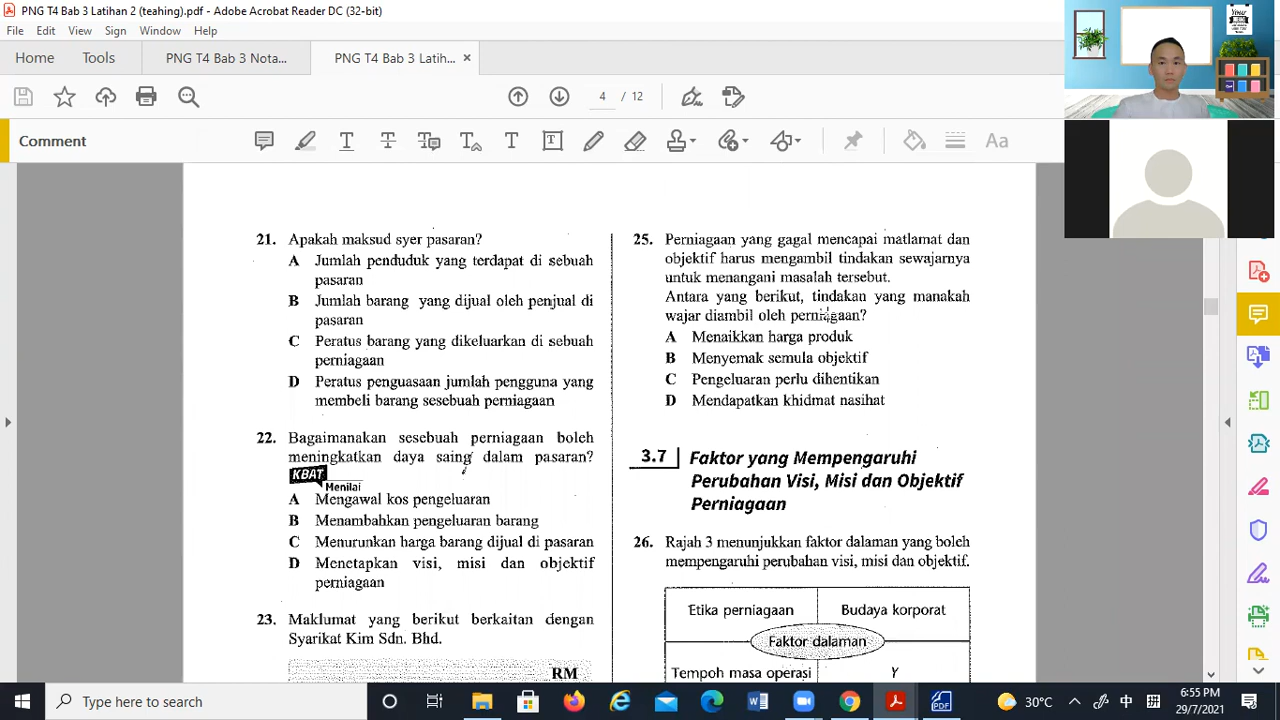 PNG T4 Bab 3 Latihan 2 (teahing).pdf - Adobe Acrobat Reader DC (32-bit)
File Edit View Sign Window Help
Home Tools PNG T4 Bab 3 Nota... PNG T4 Bab 3 Latih... ×
4 / 12
Comment
Aa
21. Apakah maksud syer pasaran?
A Jumlah penduduk yang terdapat di sebuah
pasaran
B Jumlah barang yang dijual oleh penjual di
pasaran
C Peratus barang yang dikeluarkan di sebuah
perniagaan
D Peratus penguasaan jumlah pengguna yang
membeli barang sesebuah perniagaan
22. Bagaimanakan sesebuah perniagaan boleh
meningkatkan daya saing dalam pasaran?
KBAT Menilai
A Mengawal kos pengeluaran
B Menambahkan pengeluaran barang
C Menurunkan harga barang dijual di pasaran
D Menetapkan visi, misi dan objektif
perniagaan
23. Maklumat yang berikut berkaitan dengan
Syarikat Kim Sdn. Bhd.
RM
25. Perniagaan yang gagal mencapai matlamat dan
objektif harus mengambil tindakan sewajarnya
untuk menangani masalah tersebut.
Antara yang berikut, tindakan yang manakah
wajar diambil oleh perniagaan?
A Menaikkan harga produk
B Menyemak semula objektif
C Pengeluaran perlu dihentikan
D Mendapatkan khidmat nasihat
3.7 Faktor yang Mempengaruhi
Perubahan Visi, Misi dan Objektif
Perniagaan
26. Rajah 3 menunjukkan faktor dalaman yang boleh
mempengaruhi perubahan visi, misi dan objektif.
Etika perniagaan Budaya korporat
Faktor dalaman
Tempoh masa operasi Y
Type here to search
30°C 中 拼 6:55 PM
29/7/2021